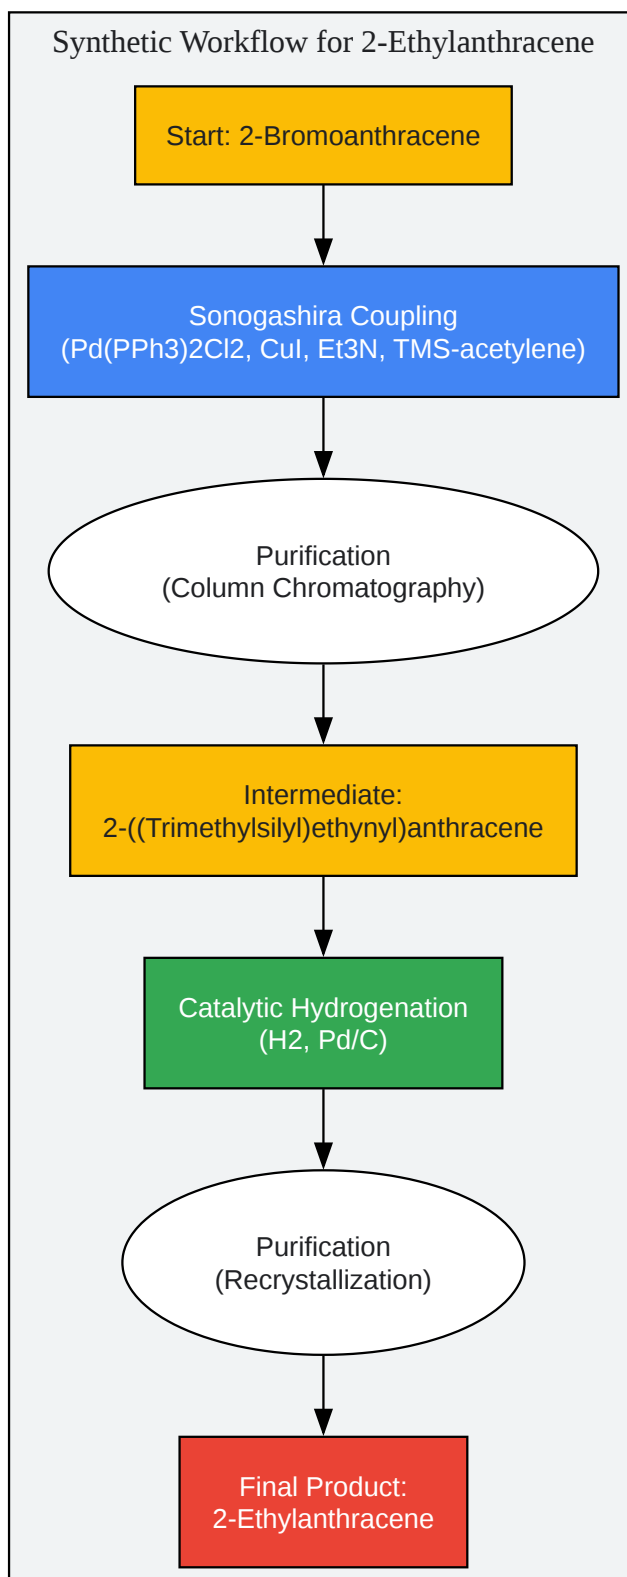 Synthetic Workflow for 2-Ethylanthracene
Start: 2-Bromoanthracene
Sonogashira Coupling
(Pd(PPh3)2Cl2, CuI, Et3N, TMS-acetylene)
Purification
(Column Chromatography)
Intermediate:
2-((Trimethylsilyl)ethynyl)anthracene
Catalytic Hydrogenation
(H2, Pd/C)
Purification
(Recrystallization)
Final Product:
2-Ethylanthracene